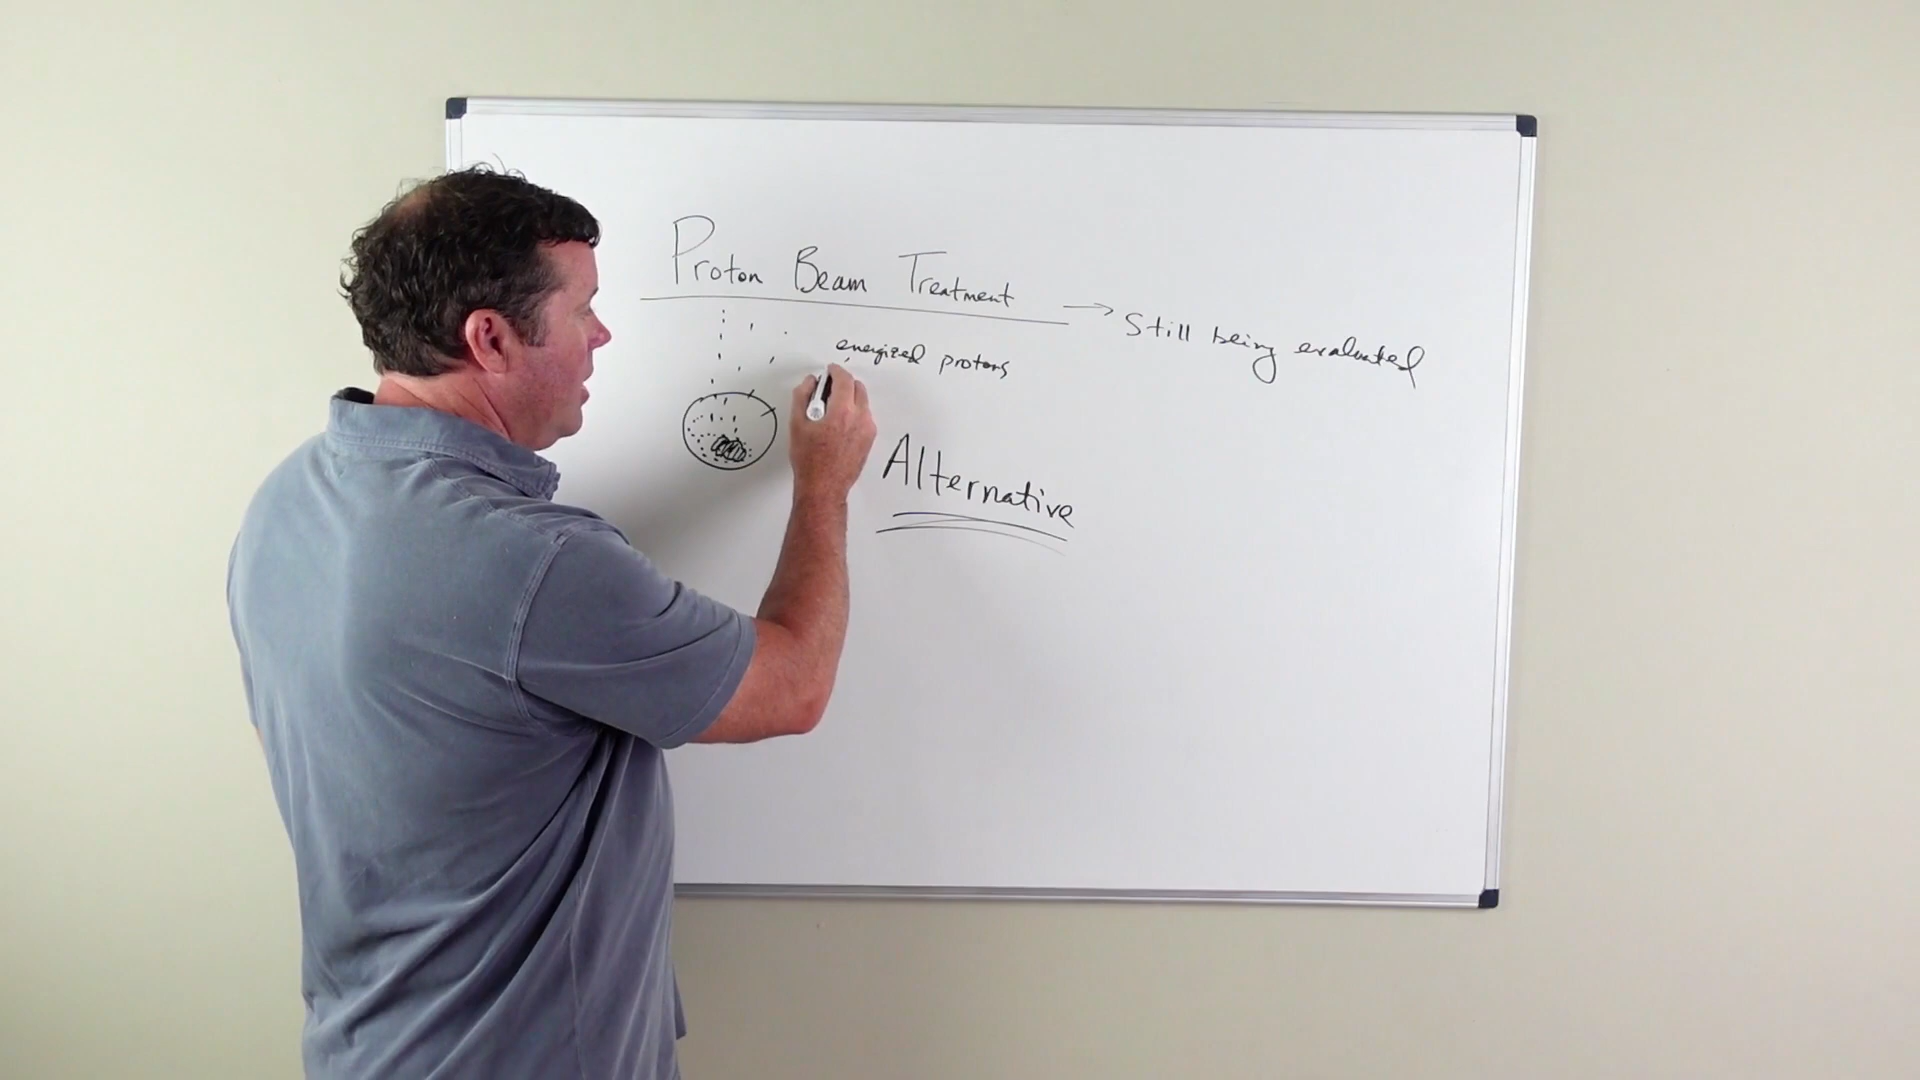 Proton Beam Treatment → Still being evaluated
energized protons
Alternative